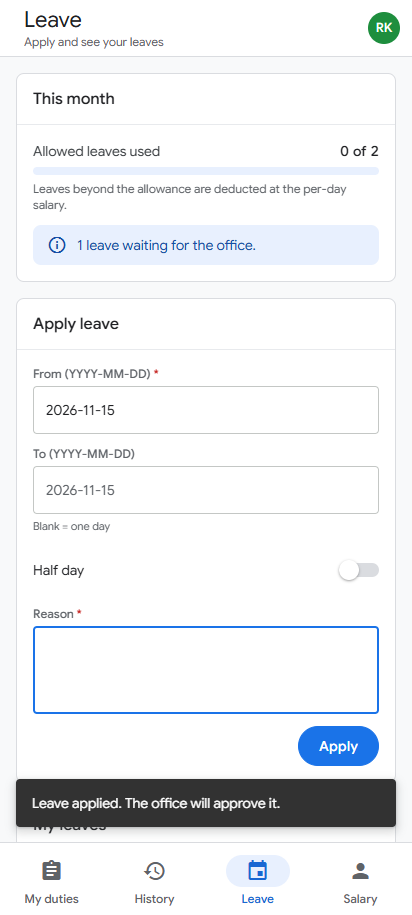 Leave
Apply and see your leaves
RK
This month
Allowed leaves used
0 of 2
Leaves beyond the allowance are deducted at the per-day
salary.
1 leave waiting for the office.
Apply leave
From (YYYY-MM-DD) *
2026-11-15
To (YYYY-MM-DD)
2026-11-15
Blank = one day
Half day
Reason *
Apply
Leave applied. The office will approve it.
My leaves
My duties
History
Leave
Salary